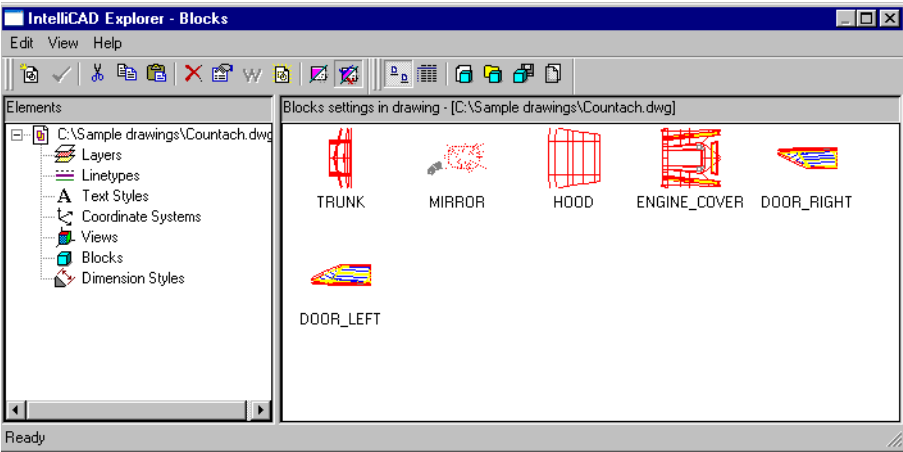 IntelliCAD Explorer - Blocks
Edit View Help
Elements
Blocks settings in drawing - [C:\Sample drawings\Countach.dwg]
C:\Sample drawings\Countach.dwg
Layers
Linetypes
A Text Styles
Coordinate Systems
Views
Blocks
Dimension Styles
TRUNK MIRROR HOOD ENGINE_COVER DOOR_RIGHT
DOOR_LEFT
Ready